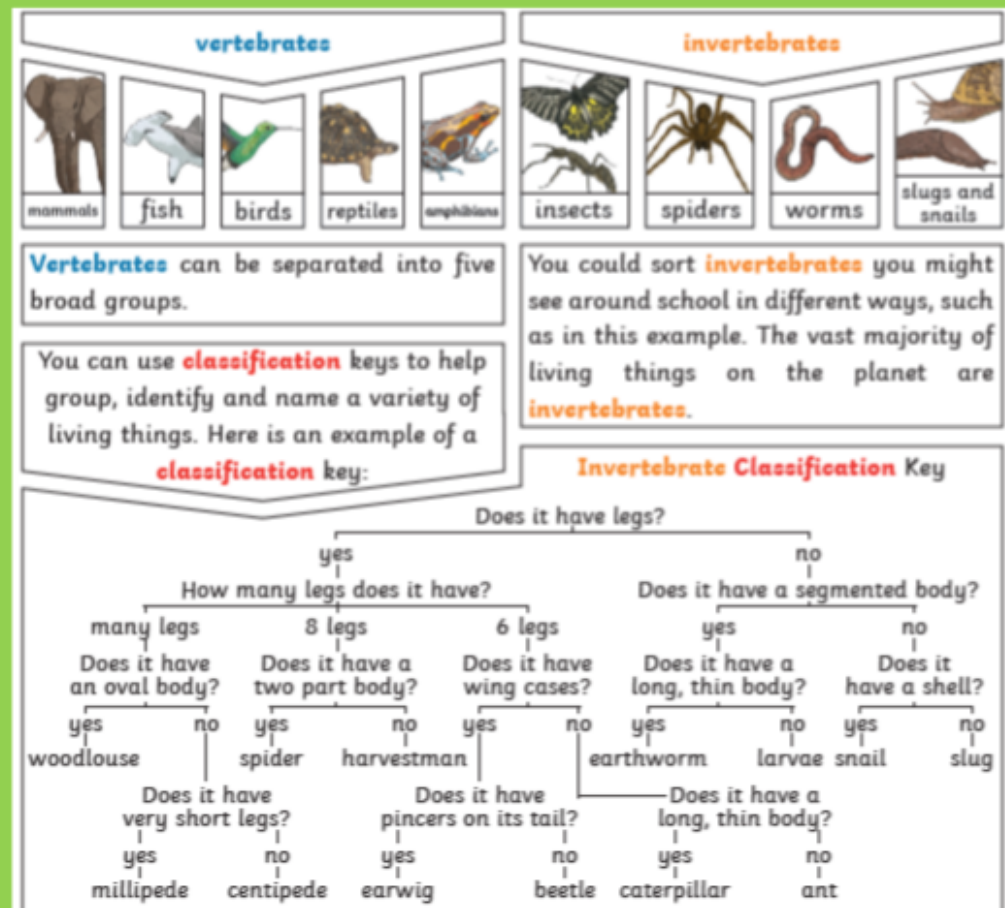 vertebrates
invertebrates
mammals
fish
birds
reptiles
amphibians
insects
spiders
worms
slugs and
snails
Vertebrates can be separated into five
broad groups.
You could sort invertebrates you might
see around school in different ways, such
as in this example. The vast majority of
living things on the planet are
invertebrates.
You can use classification keys to help
group, identify and name a variety of
living things. Here is an example of a
classification key:
Invertebrate Classification Key
Does it have legs?
yes no
How many legs does it have? Does it have a segmented body?
many legs 8 legs 6 legs yes no
Does it have Does it have a Does it have Does it have a Does it
an oval body? two part body? wing cases? long, thin body? have a shell?
yes no yes no yes no yes no yes no
woodlouse spider harvestman earthworm larvae snail slug
Does it have Does it have Does it have a
very short legs? pincers on its tail? long, thin body?
yes no yes no yes no
millipede centipede earwig beetle caterpillar ant